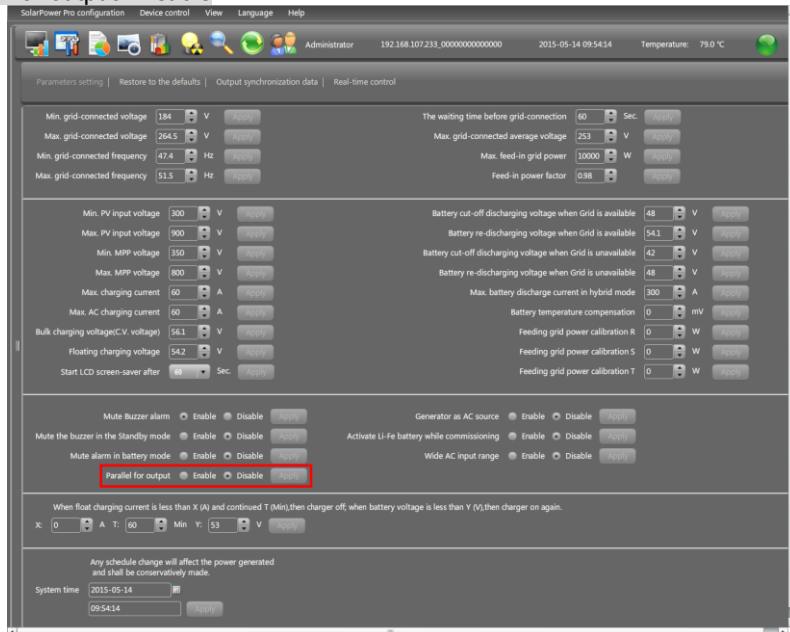 SolarPower Pro configuration Device control View Language Help
Administrator 192.168.107.233_00000000000000 2015-05-14 09:54:14 Temperature: 79.0 ℃
Parameters setting | Restore to the defaults | Output synchronization data | Real-time control
Min. grid-connected voltage 184 V Apply The waiting time before grid-connection 60 Sec. Apply
Max. grid-connected voltage 264.5 V Apply Max. grid-connected average voltage 253 V Apply
Min. grid-connected frequency 47.4 Hz Apply Max. feed-in grid power 10000 W Apply
Max. grid-connected frequency 51.5 Hz Apply Feed-in power factor 0.98 Apply
Min. PV input voltage 300 V Apply Battery cut-off discharging voltage when Grid is available 48 V Apply
Max. PV input voltage 900 V Apply Battery re-discharging voltage when Grid is available 54.1 V Apply
Min. MPP voltage 350 V Apply Battery cut-off discharging voltage when Grid is unavailable 42 V Apply
Max. MPP voltage 800 V Apply Battery re-discharging voltage when Grid is unavailable 48 V Apply
Max. charging current 60 A Apply Max. battery discharge current in hybrid mode 300 A Apply
Max. AC charging current 60 A Apply Battery temperature compensation 0 mV Apply
Bulk charging voltage(C.V. voltage) 56.1 V Apply Feeding grid power calibration R 0 W Apply
Floating charging voltage 54.2 V Apply Feeding grid power calibration S 0 W Apply
Start LCD screen-saver after 60 Sec. Apply Feeding grid power calibration T 0 W Apply
Mute Buzzer alarm Enable Disable Apply Generator as AC source Enable Disable Apply
Mute the buzzer in the Standby mode Enable Disable Apply Activate Li-Fe battery while commissioning Enable Disable Apply
Mute alarm in battery mode Enable Disable Apply Wide AC input range Enable Disable Apply
Parallel for output Enable Disable Apply
When float charging current is less than X (A) and continued T (Min),then charger off; when battery voltage is less than Y (V),then charger on again.
X: 0 A T: 60 Min Y: 53 V Apply
Any schedule change will affect the power generated
and shall be conservatively made.
System time 2015-05-14
09:54:14 Apply